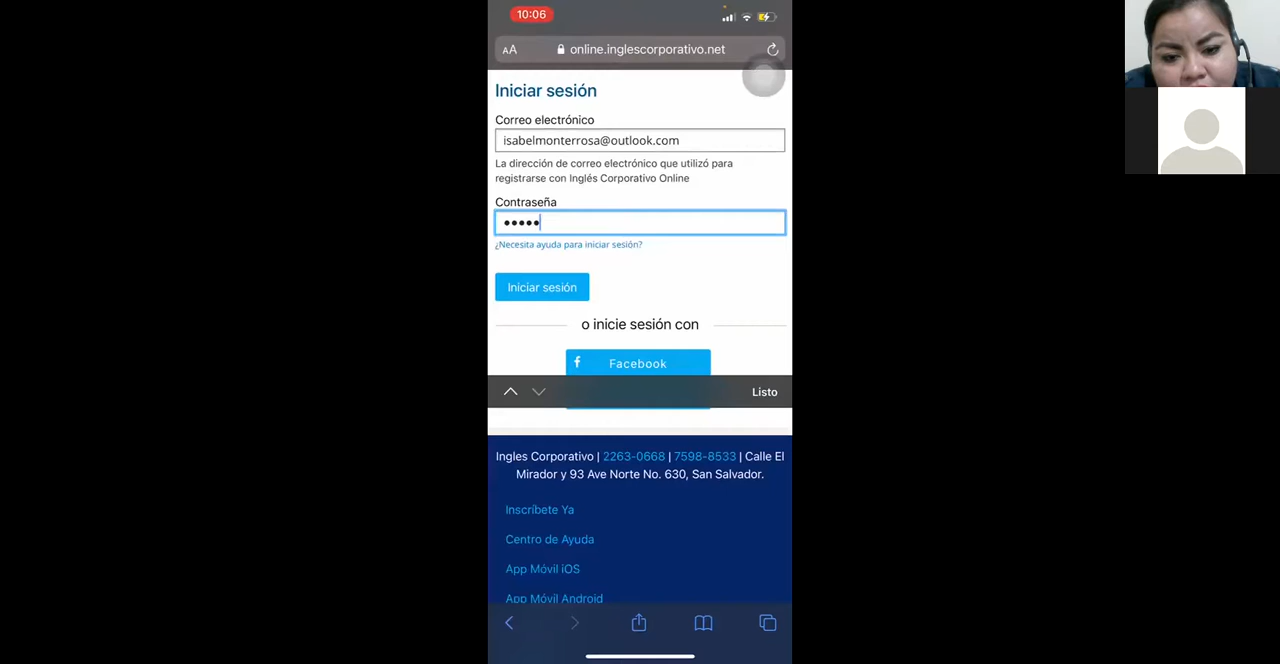 10:06
AA online.inglescorporativo.net
Iniciar sesión
Correo electrónico
isabelmonterrosa@outlook.com
La dirección de correo electrónico que utilizó para
registrarse con Inglés Corporativo Online
Contraseña
•••••
¿Necesita ayuda para iniciar sesión?
Iniciar sesión
o inicie sesión con
f Facebook
Listo
Ingles Corporativo | 2263-0668 | 7598-8533 | Calle El
Mirador y 93 Ave Norte No. 630, San Salvador.
Inscríbete Ya
Centro de Ayuda
App Móvil iOS
App Móvil Android